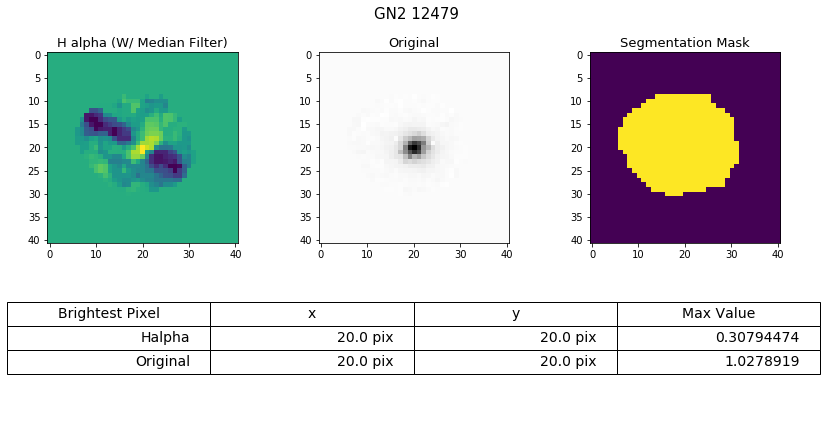 GN2 12479
H alpha (W/ Median Filter)
Original
Segmentation Mask
0
5
10
15
20
25
30
35
40
0 10 20 30 40
0
5
10
15
20
25
30
35
40
0 10 20 30 40
0
5
10
15
20
25
30
35
40
0 10 20 30 40
Brightest Pixel x y Max Value
Halpha 20.0 pix 20.0 pix 0.30794474
Original 20.0 pix 20.0 pix 1.0278919